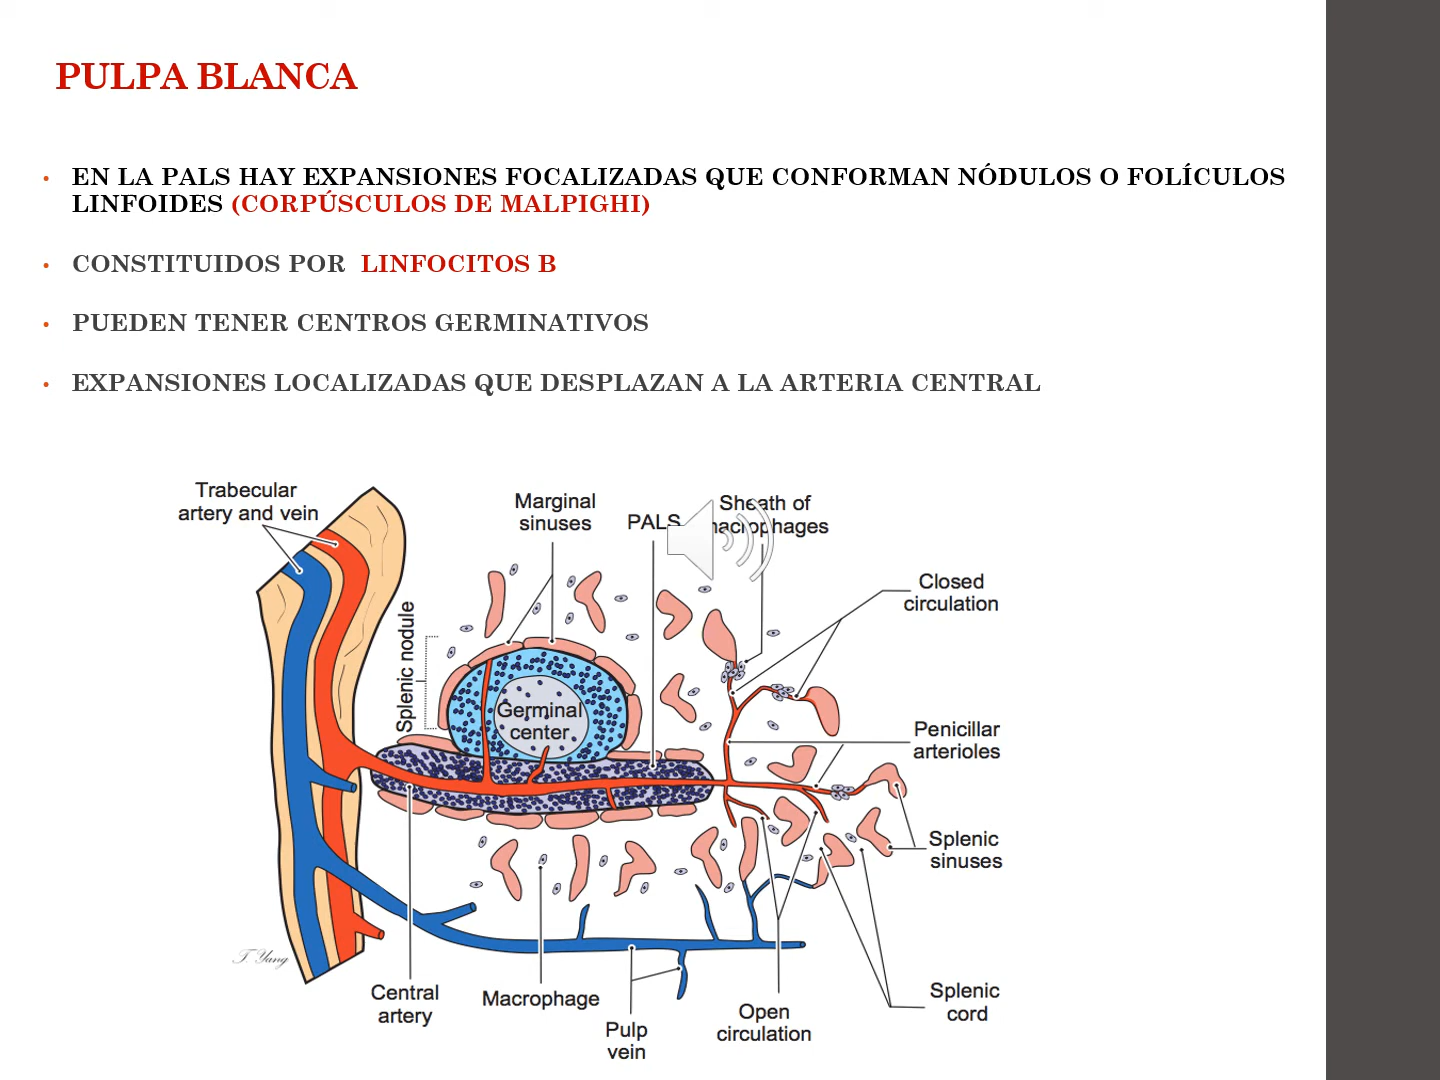 PULPA BLANCA
• EN LA PALS HAY EXPANSIONES FOCALIZADAS QUE CONFORMAN NÓDULOS O FOLÍCULOS
LINFOIDES (CORPÚSCULOS DE MALPIGHI)
• CONSTITUIDOS POR LINFOCITOS B
• PUEDEN TENER CENTROS GERMINATIVOS
• EXPANSIONES LOCALIZADAS QUE DESPLAZAN A LA ARTERIA CENTRAL
Trabecular
artery and vein
Marginal
sinuses
PALS
Sheath of
macrophages
Closed
circulation
Splenic nodule
Germinal
center
Penicillar
arterioles
Splenic
sinuses
T. Yang
Central
artery
Macrophage
Pulp
vein
Open
circulation
Splenic
cord